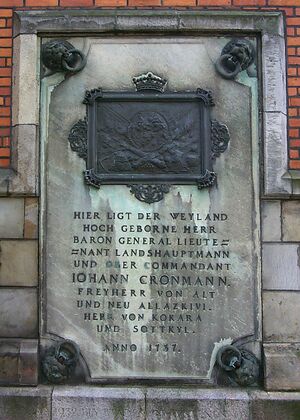 HIER LIGT DER WEYLAND
HOCH GEBORNE HERR
BARON GENERAL LIEUTE=
=NANT LANDSHAUPTMANN
UND OBER COMMANDANT
IOHANN CRONMANN.
FREYHERR VON ALT
UND NEU ALLAZKIVI.
HERR VON KOKARA
UND SOTTKYL.
ANNO 1737.